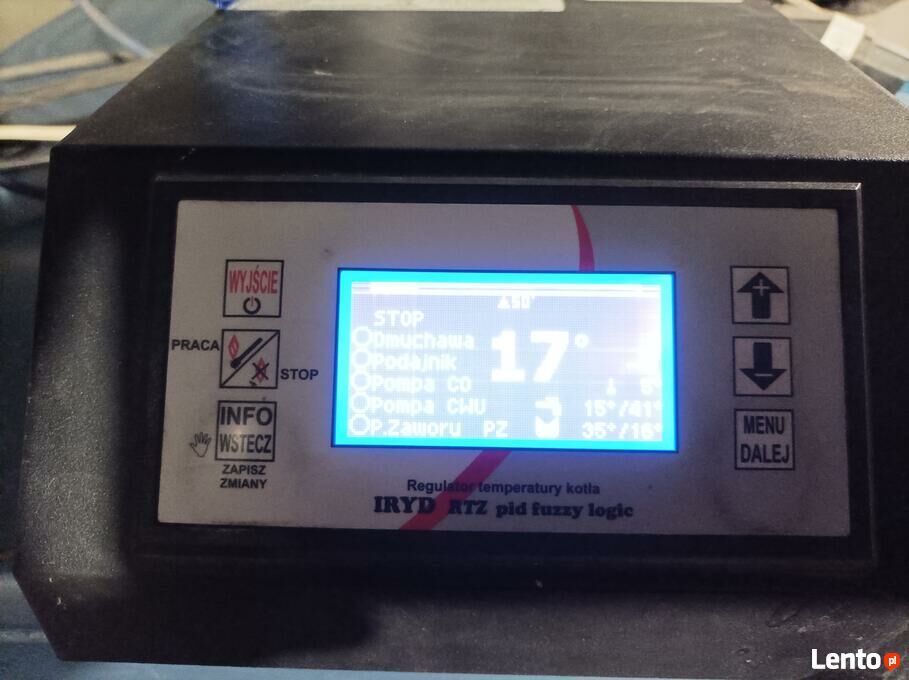 WYJŚCIE
PRACA
STOP
INFO
WSTECZ
ZAPISZ
ZMIANY
50°
STOP
Dmuchawa
17°
Podajnik
Pompa CO
Pompa CWU 15°/41°
P.Zaworu PZ 35°/16°
MENU
DALEJ
Regulator temperatury kotła
IRYD RTZ pid fuzzy logic
Lento pl